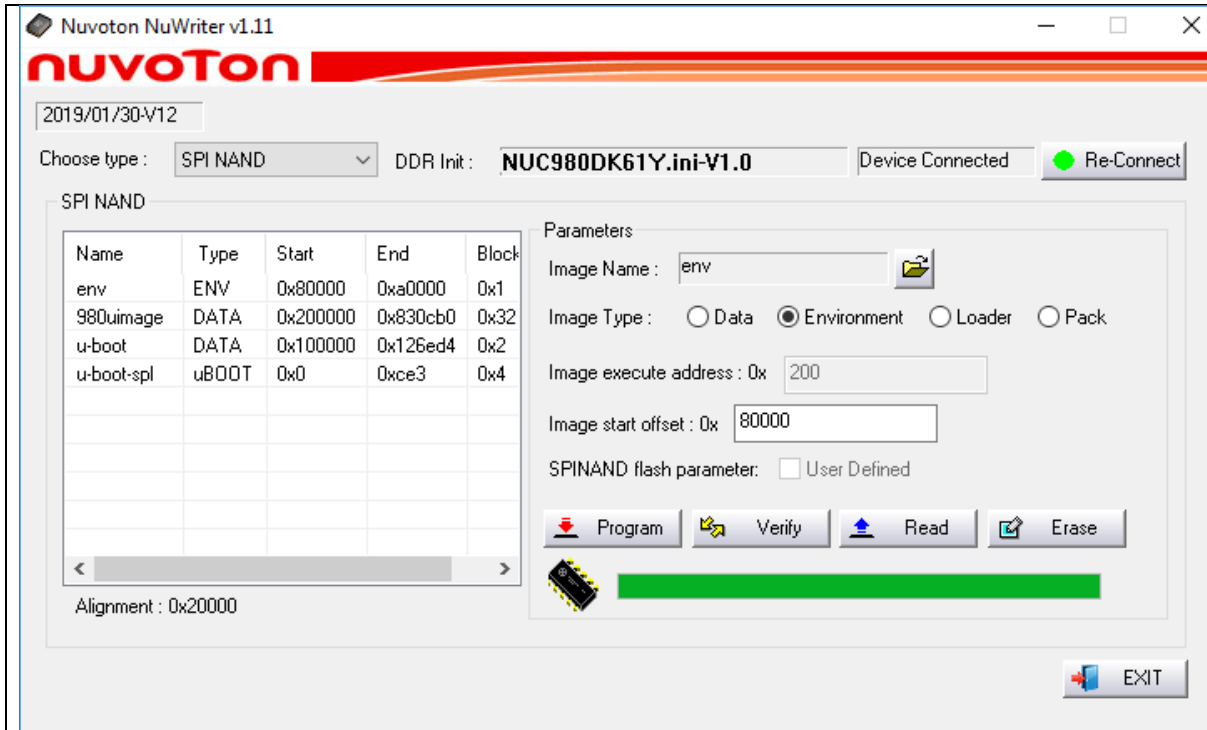 Nuvoton NuWriter v1.11
nuvoton
2019/01/30-V12
Choose type : SPI NAND DDR Init : NUC980DK61Y.ini-V1.0 Device Connected Re-Connect
SPI NAND
Name Type Start End Block
env ENV 0x80000 0xa0000 0x1
980uimage DATA 0x200000 0x830cb0 0x32
u-boot DATA 0x100000 0x126ed4 0x2
u-boot-spl uBOOT 0x0 0xce3 0x4
Alignment : 0x20000
Parameters
Image Name : env
Image Type : Data Environment Loader Pack
Image execute address : 0x 200
Image start offset : 0x 80000
SPINAND flash parameter: User Defined
Program Verify Read Erase
EXIT